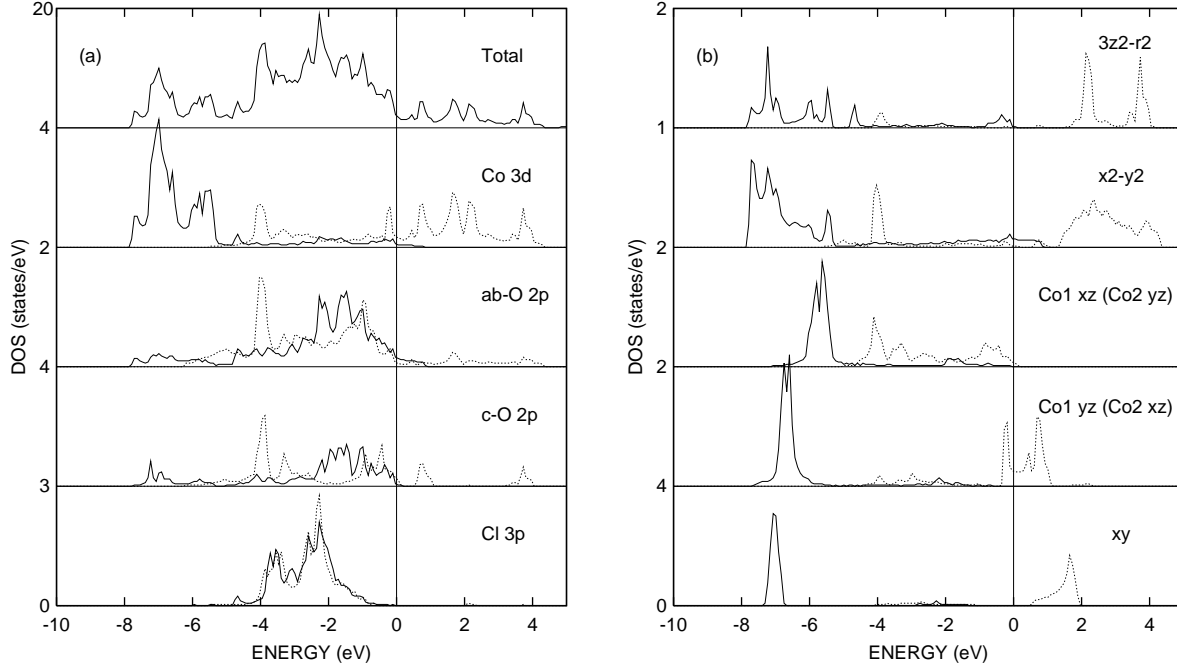 20
2
(a)
Total
(b)
3z2-r2
4
1
Co 3d
x2-y2
2
2
ab-O 2p
Co1 xz (Co2 yz)
DOS (states/eV)
DOS (states/eV)
4
2
c-O 2p
Co1 yz (Co2 xz)
3
4
Cl 3p
xy
0
0
-10 -8 -6 -4 -2 0 2 4
-10 -8 -6 -4 -2 0 2 4
ENERGY (eV)
ENERGY (eV)